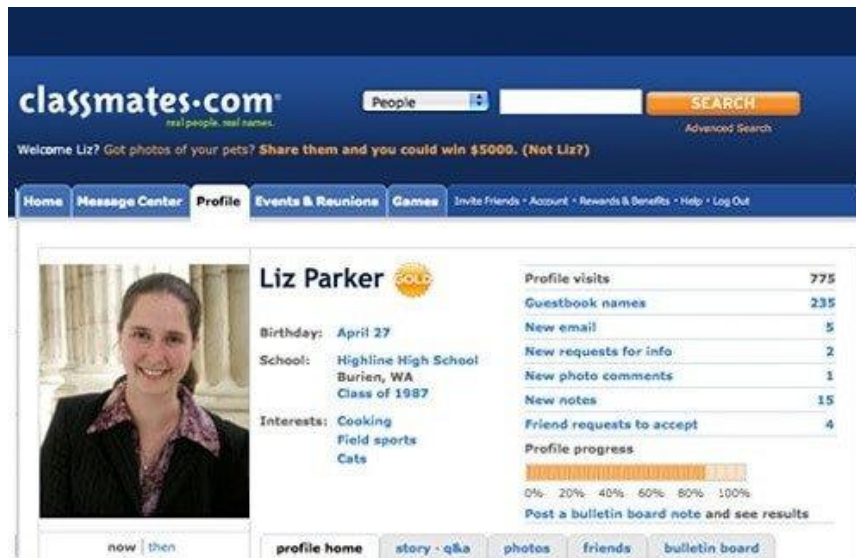 classmates.com
real people. real names.
People
SEARCH
Advanced Search
Welcome Liz? Got photos of your pets? Share them and you could win $5000. (Not Liz?)
Home Message Center Profile Events & Reunions Games Invite Friends • Account • Rewards & Benefits • Help • Log Out
Liz Parker GOLD
Birthday: April 27
School: Highline High School
Burien, WA
Class of 1987
Interests: Cooking
Field sports
Cats
Profile visits 775
Guestbook names 235
New email 5
New requests for info 2
New photo comments 1
New notes 15
Friend requests to accept 4
Profile progress
0% 20% 40% 60% 80% 100%
Post a bulletin board note and see results
now | then
profile home story - q&a photos friends bulletin board